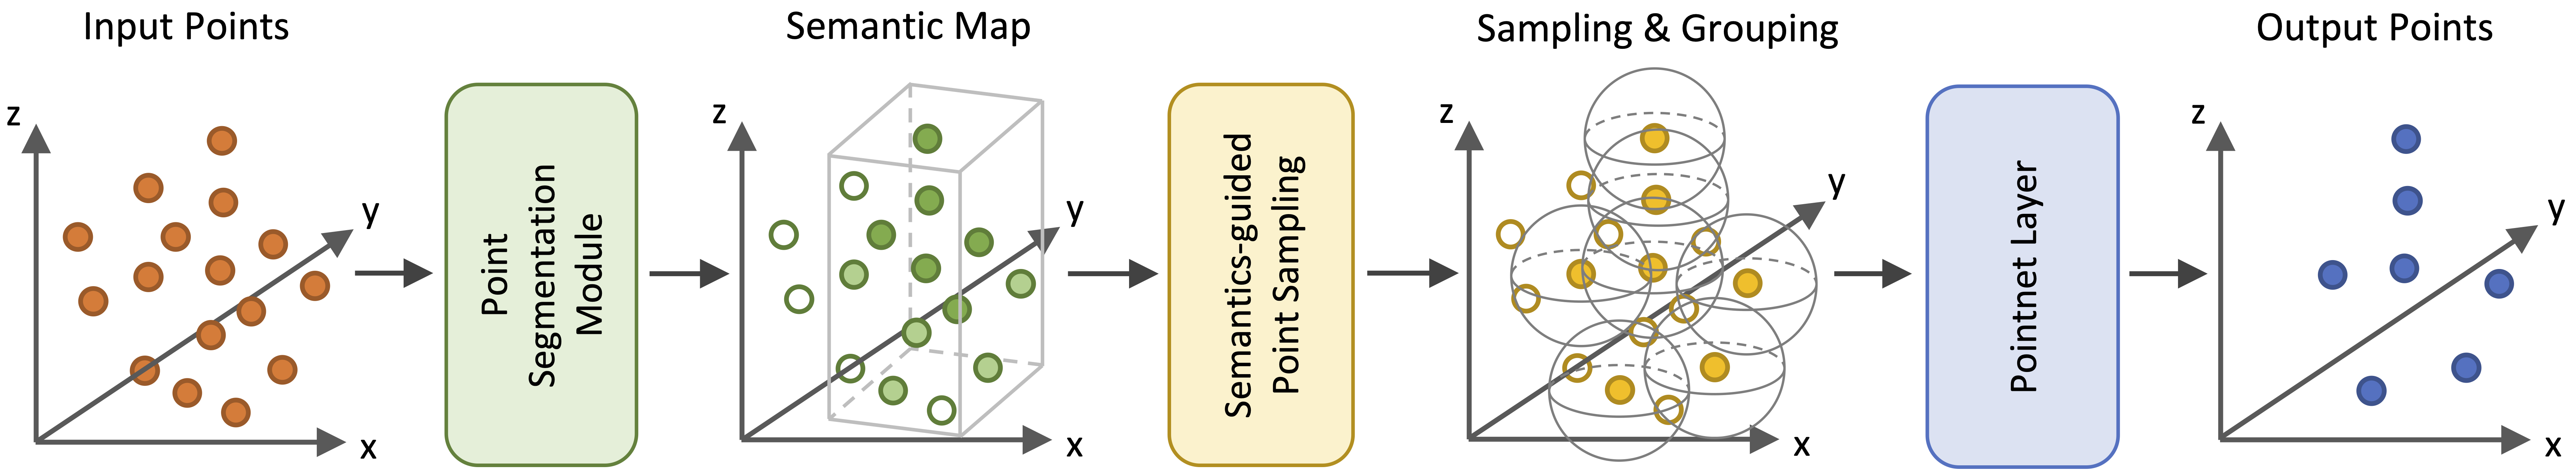 Input Points
Semantic Map
Sampling & Grouping
Output Points
z
y
x
Point
Segmentation
Module
z
y
x
Semantics-guided
Point Sampling
z
y
x
Pointnet Layer
z
y
x